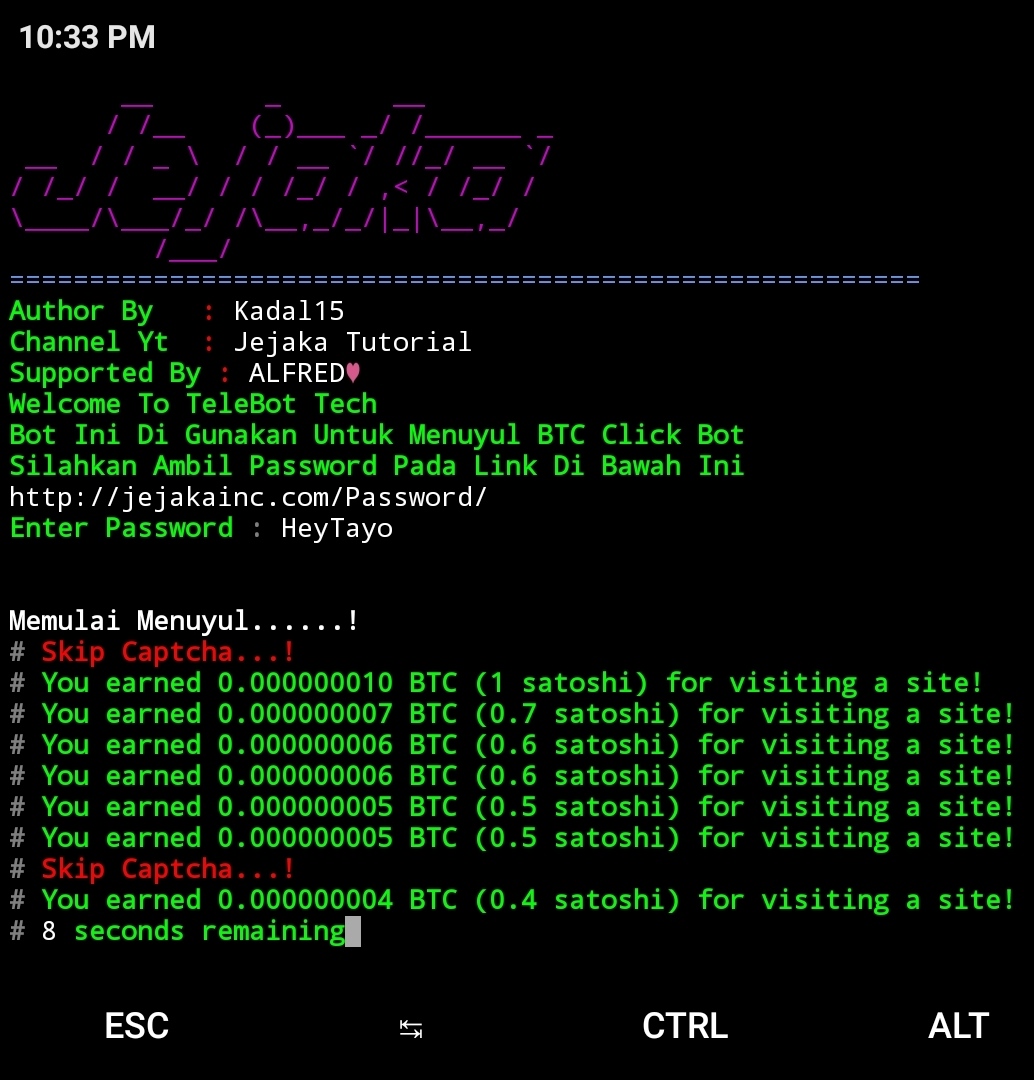 10:33 PM
Jejaka
=========================================================
Author By : Kadal15
Channel Yt : Jejaka Tutorial
Supported By : ALFRED♥
Welcome To TeleBot Tech
Bot Ini Di Gunakan Untuk Menuyul BTC Click Bot
Silahkan Ambil Password Pada Link Di Bawah Ini
http://jejakainc.com/Password/
Enter Password : HeyTayo
Memulai Menuyul......!
# Skip Captcha...!
# You earned 0.000000010 BTC (1 satoshi) for visiting a site!
# You earned 0.000000007 BTC (0.7 satoshi) for visiting a site!
# You earned 0.000000006 BTC (0.6 satoshi) for visiting a site!
# You earned 0.000000006 BTC (0.6 satoshi) for visiting a site!
# You earned 0.000000005 BTC (0.5 satoshi) for visiting a site!
# You earned 0.000000005 BTC (0.5 satoshi) for visiting a site!
# Skip Captcha...!
# You earned 0.000000004 BTC (0.4 satoshi) for visiting a site!
# 8 seconds remaining
ESC ↹ CTRL ALT